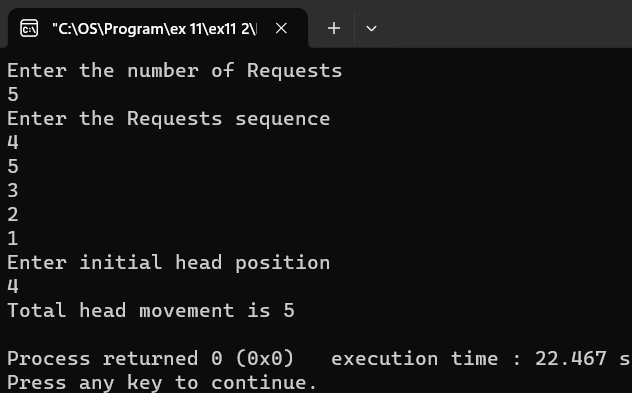 "C:\OS\Program\ex 11\ex11 2\
Enter the number of Requests
5
Enter the Requests sequence
4
5
3
2
1
Enter initial head position
4
Total head movement is 5
Process returned 0 (0x0)   execution time : 22.467 s
Press any key to continue.